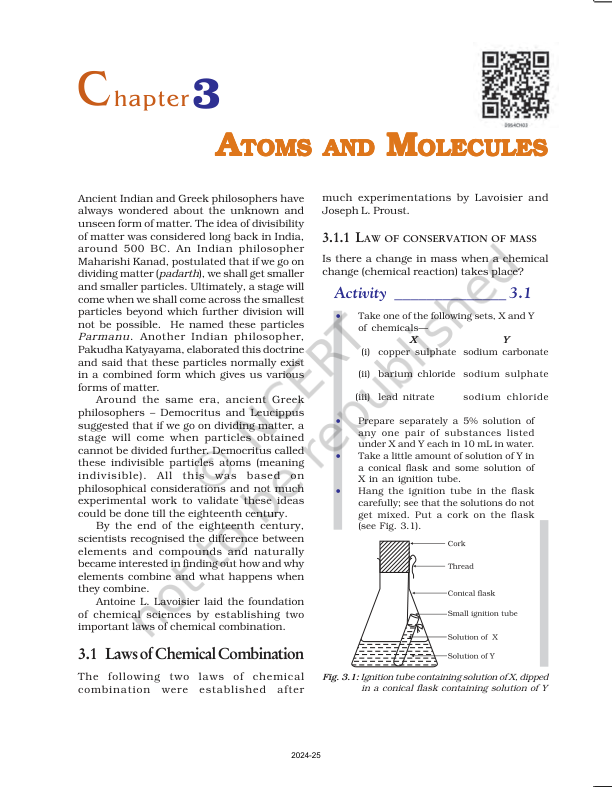 Chapter 3
ATOMS AND MOLECULES
0964CH03
Ancient Indian and Greek philosophers have
always wondered about the unknown and
unseen form of matter. The idea of divisibility
of matter was considered long back in India,
around 500 BC. An Indian philosopher
Maharishi Kanad, postulated that if we go on
dividing matter (padarth), we shall get smaller
and smaller particles. Ultimately, a stage will
come when we shall come across the smallest
particles beyond which further division will
not be possible. He named these particles
Parmanu. Another Indian philosopher,
Pakudha Katyayama, elaborated this doctrine
and said that these particles normally exist
in a combined form which gives us various
forms of matter.
Around the same era, ancient Greek
philosophers – Democritus and Leucippus
suggested that if we go on dividing matter, a
stage will come when particles obtained
cannot be divided further. Democritus called
these indivisible particles atoms (meaning
indivisible). All this was based on
philosophical considerations and not much
experimental work to validate these ideas
could be done till the eighteenth century.
By the end of the eighteenth century,
scientists recognised the difference between
elements and compounds and naturally
became interested in finding out how and why
elements combine and what happens when
they combine.
Antoine L. Lavoisier laid the foundation
of chemical sciences by establishing two
important laws of chemical combination.
3.1 Laws of Chemical Combination
The following two laws of chemical
combination were established after
much experimentations by Lavoisier and
Joseph L. Proust.
3.1.1 LAW OF CONSERVATION OF MASS
Is there a change in mass when a chemical
change (chemical reaction) takes place?
Activity ______________ 3.1
• Take one of the following sets, X and Y
of chemicals—
X Y
(i) copper sulphate sodium carbonate
(ii) barium chloride sodium sulphate
(iii) lead nitrate sodium chloride
• Prepare separately a 5% solution of
any one pair of substances listed
under X and Y each in 10 mL in water.
• Take a little amount of solution of Y in
a conical flask and some solution of
X in an ignition tube.
• Hang the ignition tube in the flask
carefully; see that the solutions do not
get mixed. Put a cork on the flask
(see Fig. 3.1).
Cork
Thread
Conical flask
Small ignition tube
Solution of X
Solution of Y
Fig. 3.1: Ignition tube containing solution of X, dipped
in a conical flask containing solution of Y
© NCERT
not to be republished
2024-25